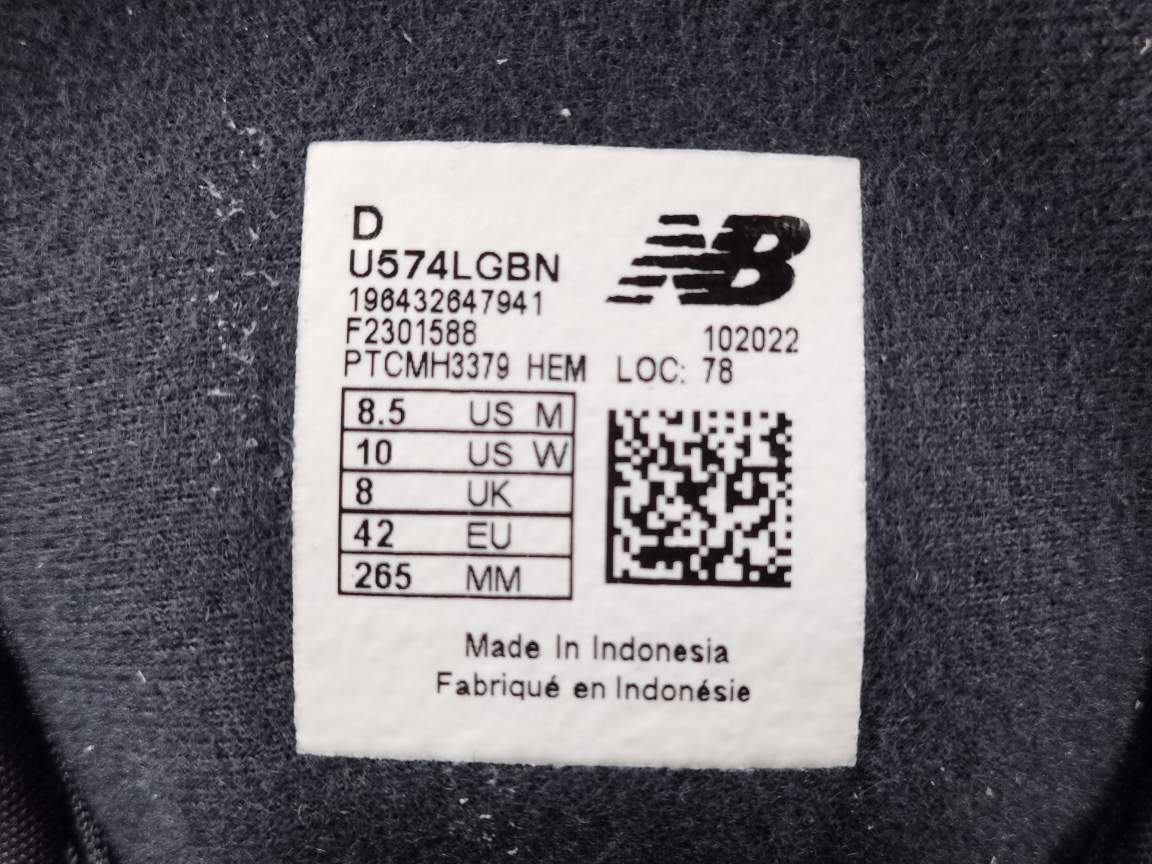 D
U574LGBN
NB
196432647941
F2301588 102022
PTCMH3379 HEM LOC: 78
8.5 US M
10 US W
8 UK
42 EU
265 MM
Made In Indonesia
Fabriqué en Indonésie